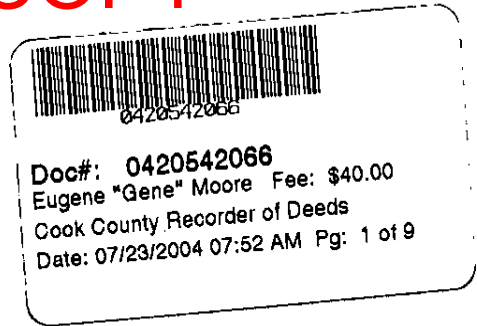 COPY
0420542066
Doc#: 0420542066
Eugene "Gene" Moore Fee: $40.00
Cook County Recorder of Deeds
Date: 07/23/2004 07:52 AM Pg: 1 of 9